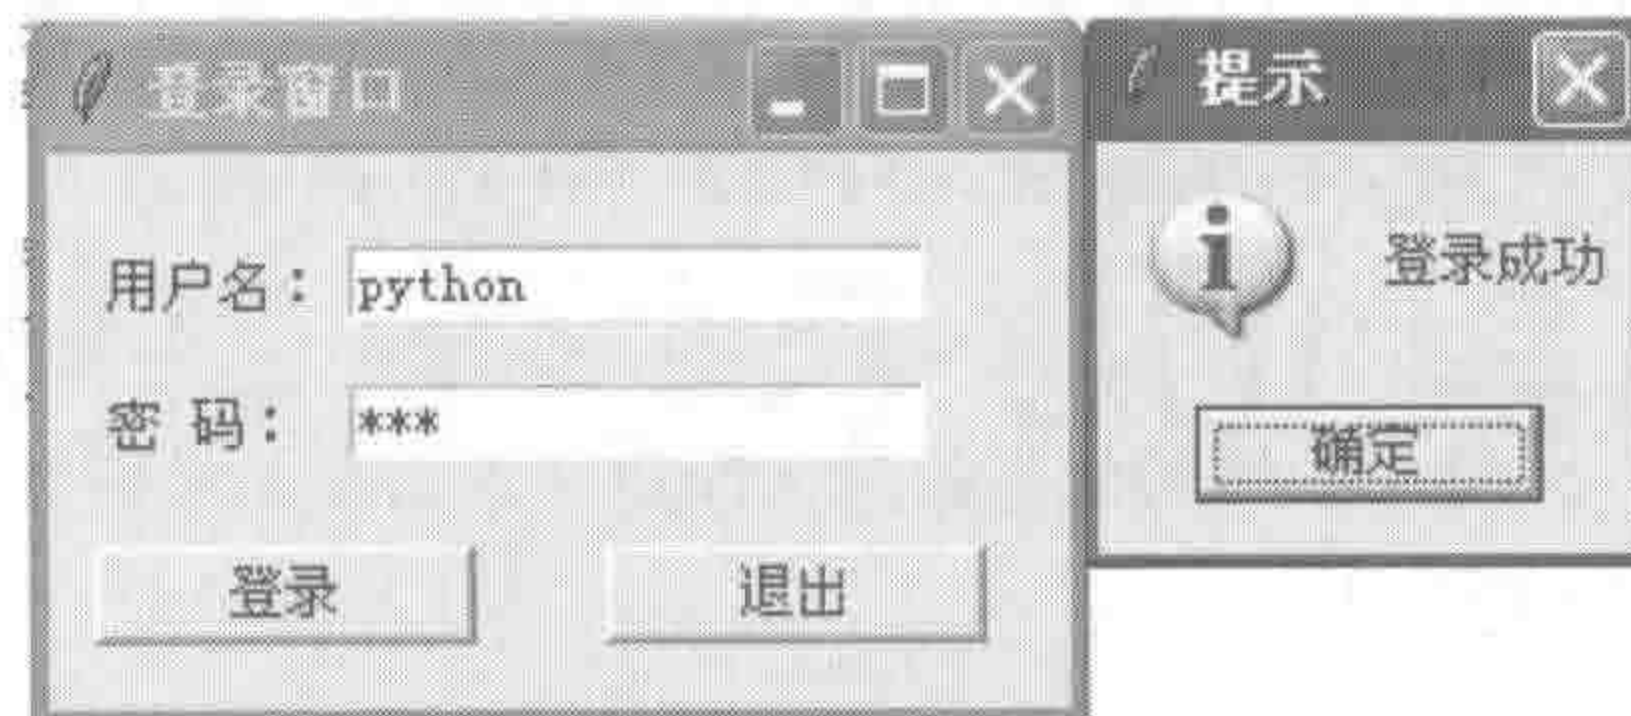 登录窗口
提示
用户名：python
登录成功
密 码：***
确定
登录 退出